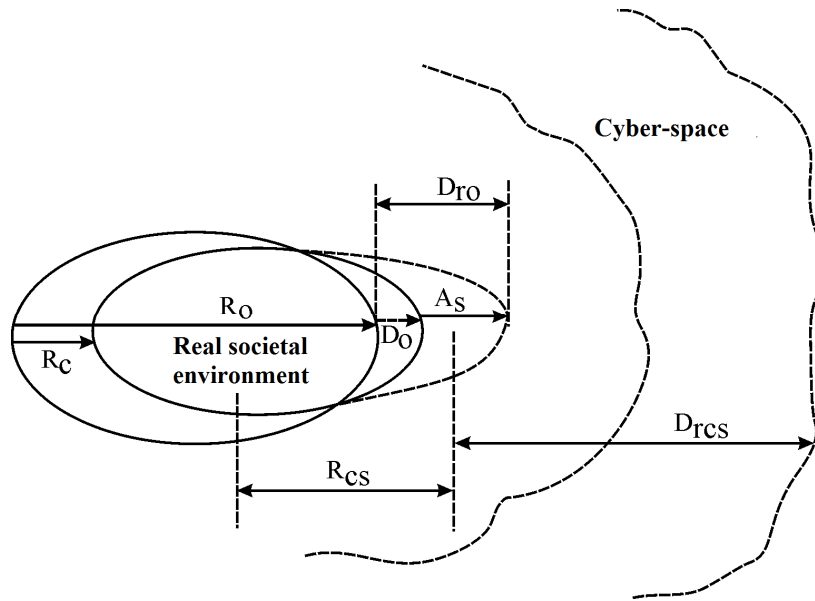 Cyber-space
Dro
Ro
As
Do
Rc
Real societal
environment
Drcs
Rcs